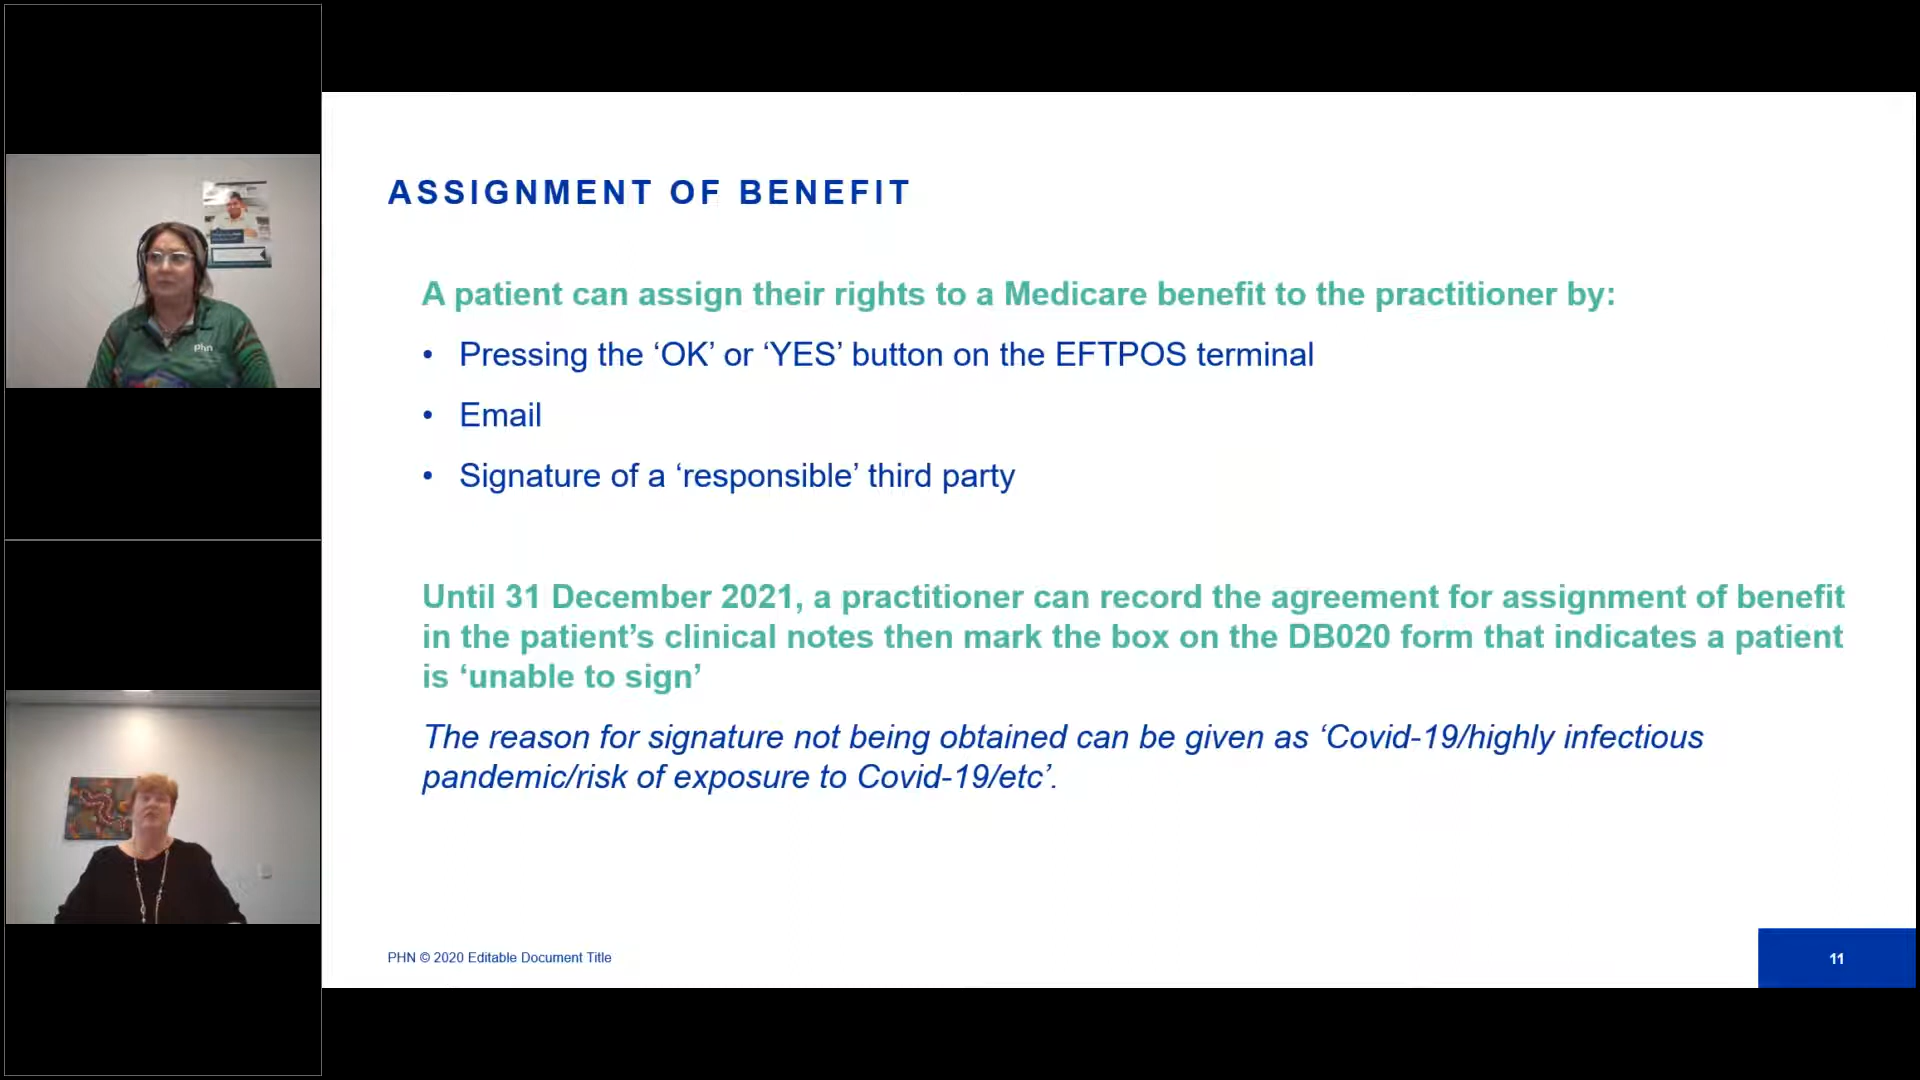 ASSIGNMENT OF BENEFIT
A patient can assign their rights to a Medicare benefit to the practitioner by:
• Pressing the ‘OK’ or ‘YES’ button on the EFTPOS terminal
• Email
• Signature of a ‘responsible’ third party
Until 31 December 2021, a practitioner can record the agreement for assignment of benefit
in the patient’s clinical notes then mark the box on the DB020 form that indicates a patient
is ‘unable to sign’
The reason for signature not being obtained can be given as ‘Covid-19/highly infectious
pandemic/risk of exposure to Covid-19/etc’.
PHN © 2020 Editable Document Title
11
phn